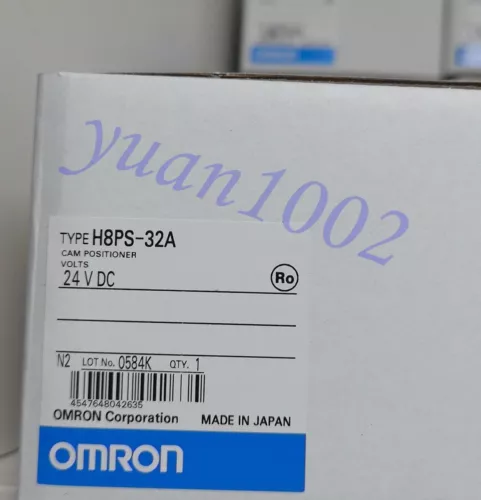 yuan1002
TYPE H8PS-32A
CAM POSITIONER
VOLTS
24 V DC
Ro
N2 LOT No. 0584K QTY. 1
4547648042635
OMRON Corporation MADE IN JAPAN
OMRON